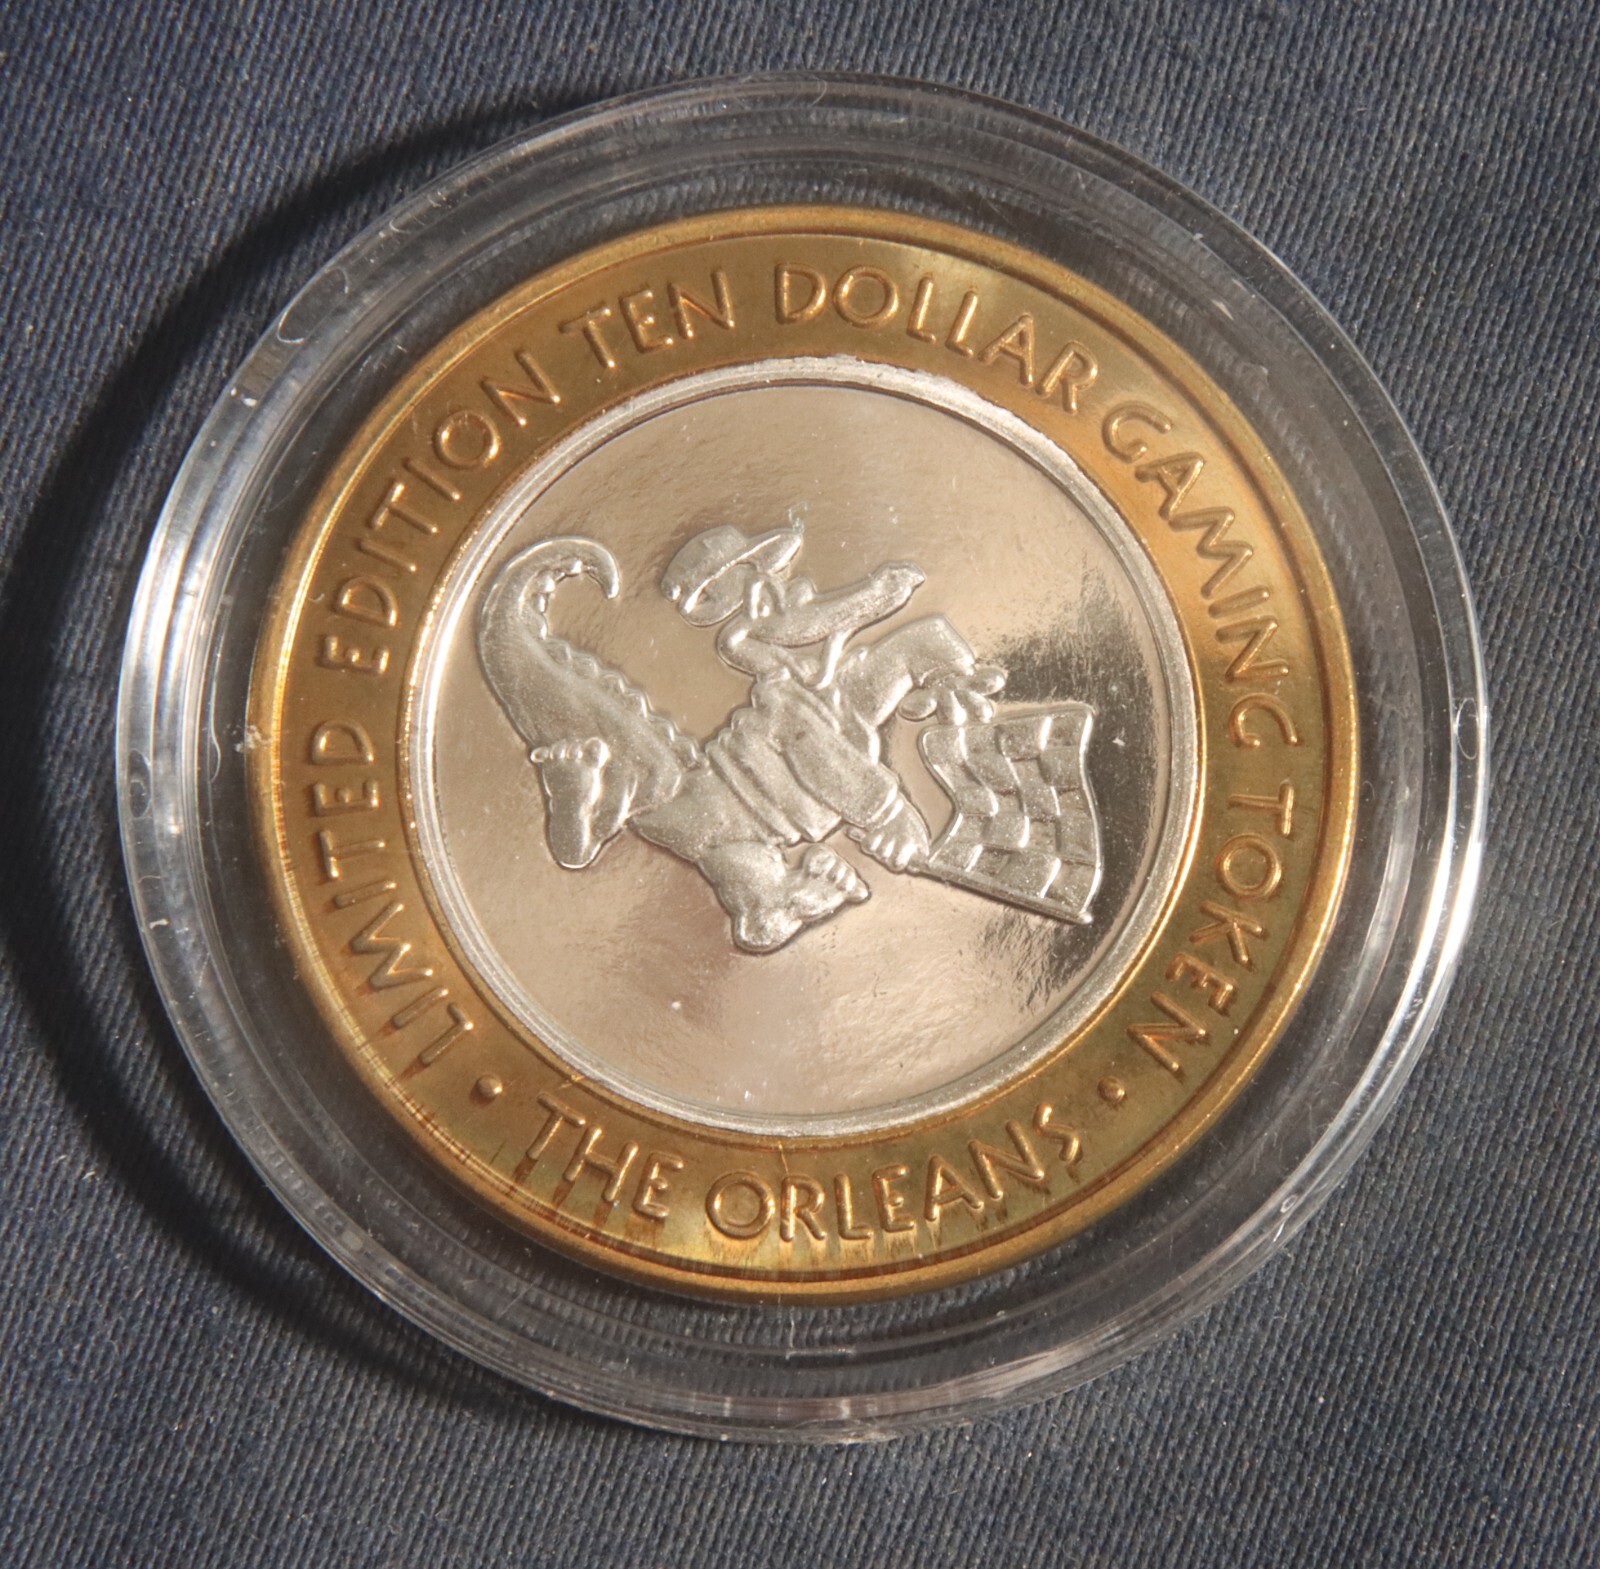 LIMITED EDITION TEN DOLLAR GAMING TOKEN
• THE ORLEANS •